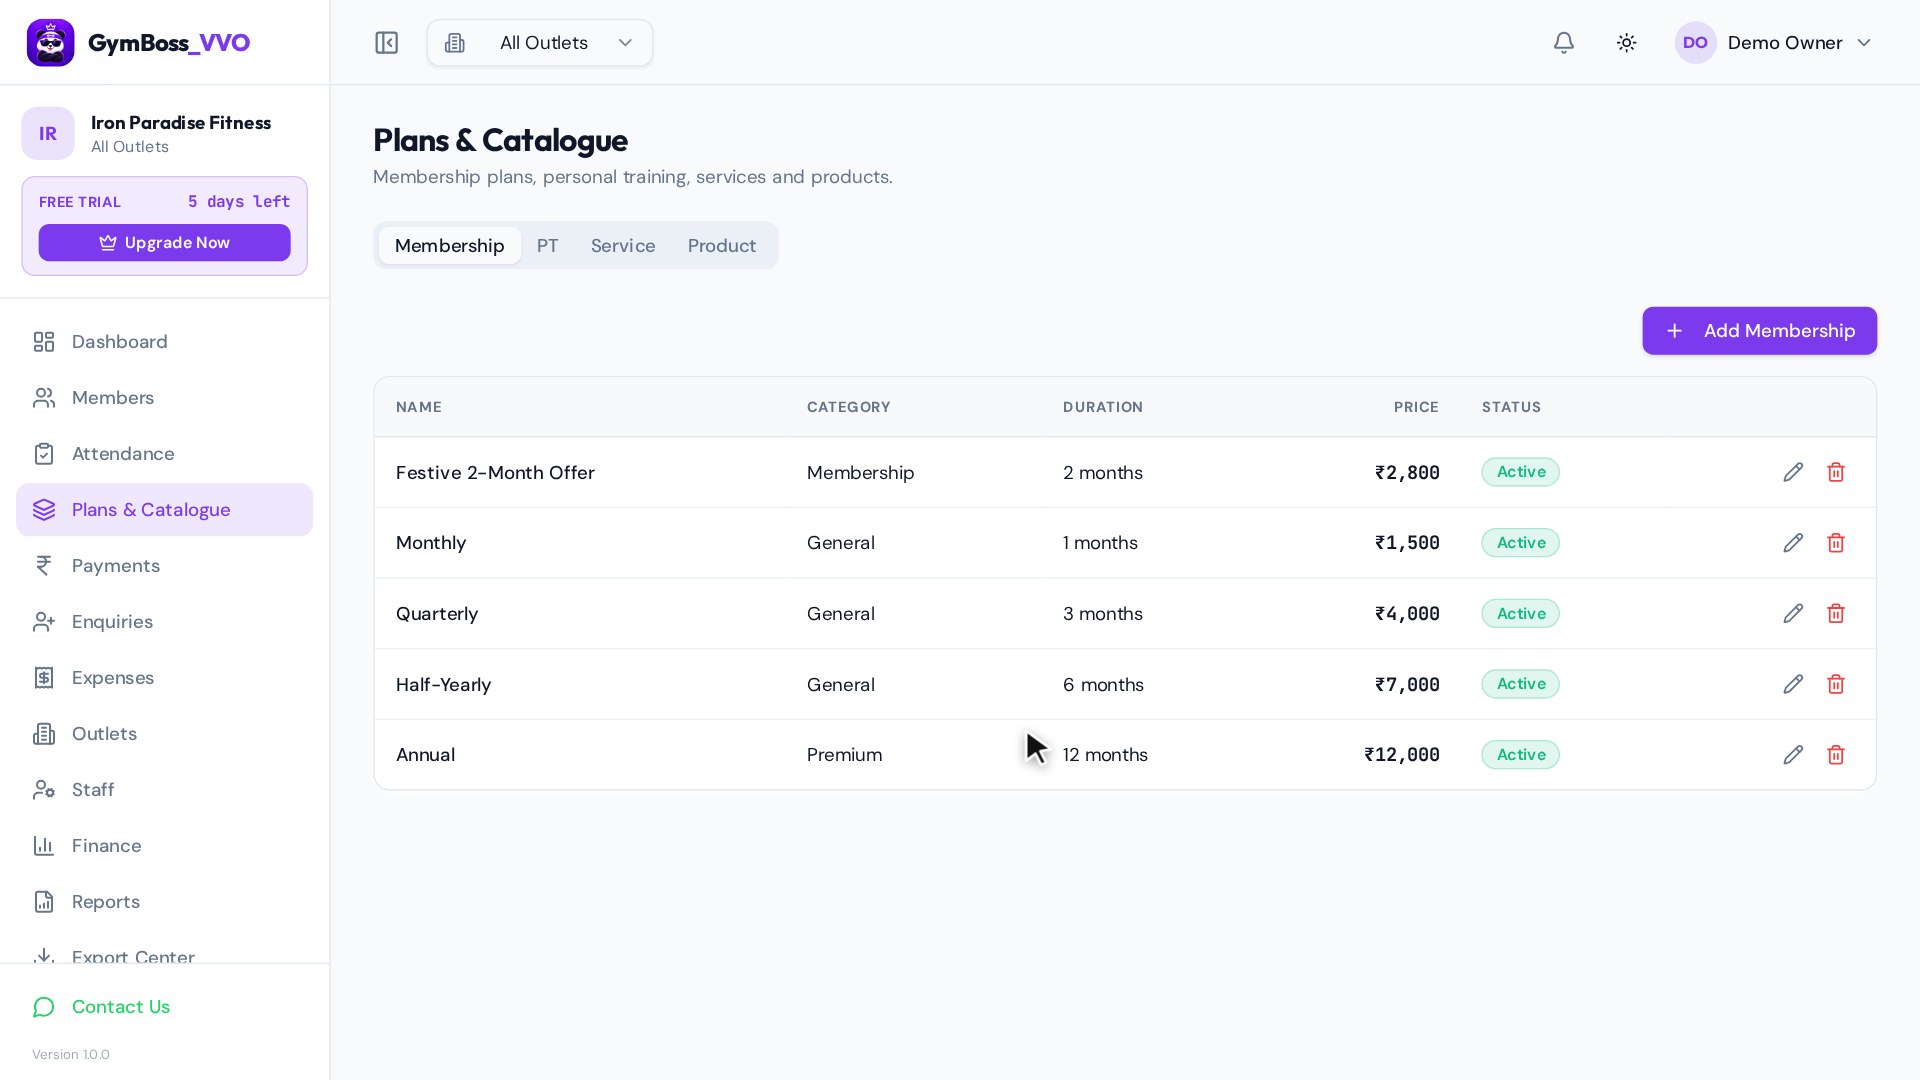 GymBoss_VVO
All Outlets
DO Demo Owner
IR Iron Paradise Fitness
All Outlets
FREE TRIAL 5 days left
Upgrade Now
Dashboard
Members
Attendance
Plans & Catalogue
Payments
Enquiries
Expenses
Outlets
Staff
Finance
Reports
Export Center
Contact Us
Version 1.0.0
Plans & Catalogue
Membership plans, personal training, services and products.
Membership PT Service Product
+ Add Membership
NAME CATEGORY DURATION PRICE STATUS
Festive 2-Month Offer Membership 2 months ₹2,800 Active
Monthly General 1 months ₹1,500 Active
Quarterly General 3 months ₹4,000 Active
Half-Yearly General 6 months ₹7,000 Active
Annual Premium 12 months ₹12,000 Active